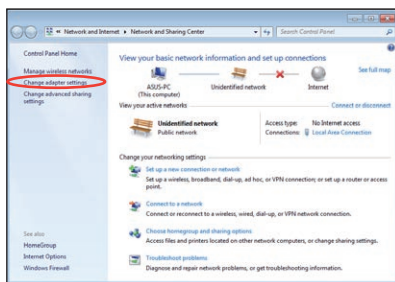 « Network and Internet ▸ Network and Sharing Center
Search Control Panel
Control Panel Home
Manage wireless networks
Change adapter settings
Change advanced sharing
settings
See also
HomeGroup
Internet Options
Windows Firewall
View your basic network information and set up connections
See full map
ASUS-PC
(This computer)
Unidentified network
Internet
View your active networks
Connect or disconnect
Unidentified network
Public network
Access type: No Internet access
Connections: Local Area Connection
Change your networking settings
Set up a new connection or network
Set up a wireless, broadband, dial-up, ad hoc, or VPN connection; or set up a router or access
point.
Connect to a network
Connect or reconnect to a wireless, wired, dial-up, or VPN network connection.
Choose homegroup and sharing options
Access files and printers located on other network computers, or change sharing settings.
Troubleshoot problems
Diagnose and repair network problems, or get troubleshooting information.